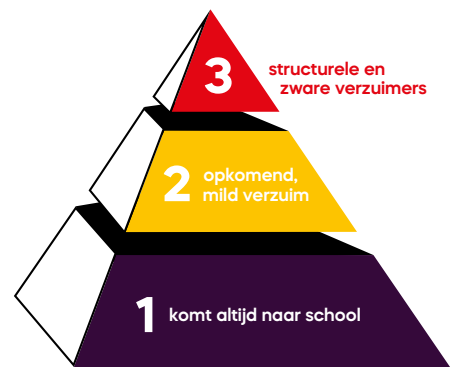 3
structurele en
zware verzuimers
2
opkomend,
mild verzuim
1
komt altijd naar school